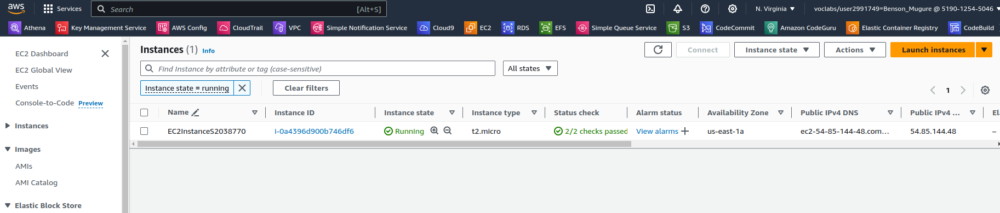 aws Services Search [Alt+S] N. Virginia voclabs/user2991749=Benson_Mugure @ 5190-1254-5046
Athena Key Management Service AWS Config CloudTrail VPC Simple Notification Service Cloud9 EC2 RDS EFS Simple Queue Service S3 CodeCommit Amazon CodeGuru Elastic Container Registry CodeBuild
EC2 Dashboard
EC2 Global View
Events
Console-to-Code Preview
Instances
Images
AMIs
AMI Catalog
Elastic Block Store
Instances (1) Info Connect Instance state Actions Launch instances
Find Instance by attribute or tag (case-sensitive) All states
Instance state = running Clear filters 1
Name Instance ID Instance state Instance type Status check Alarm status Availability Zone Public IPv4 DNS Public IPv4 ... El
EC2InstanceS2038770 i-0a4396d900b746df6 Running t2.micro 2/2 checks passed View alarms + us-east-1a ec2-54-85-144-48.com... 54.85.144.48 –